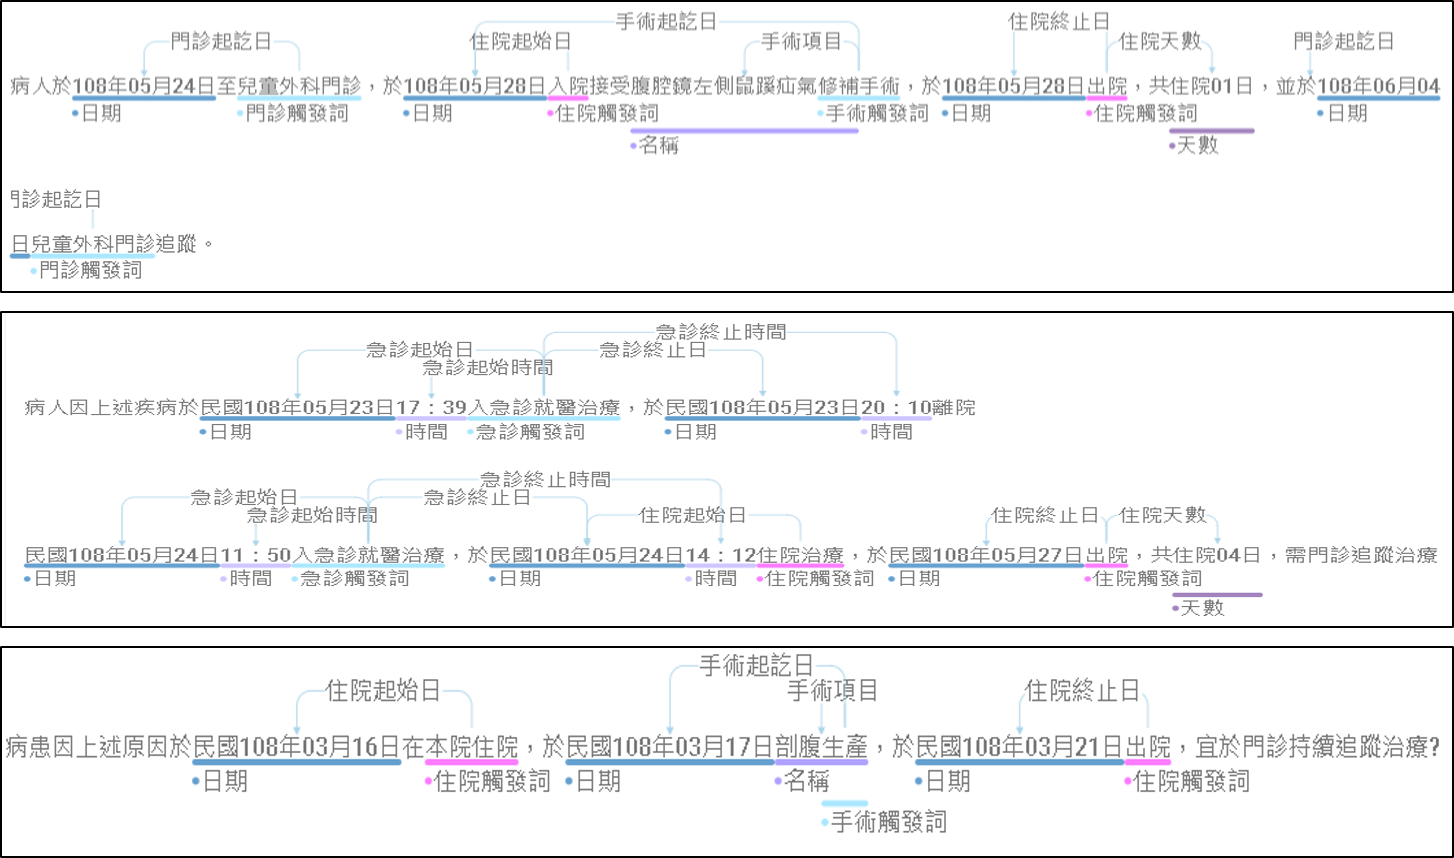 手術起訖日 住院終止日
門診起訖日 住院起始日 手術項目 住院天數 門診起訖日
病人於108年05月24日至兒童外科門診，於108年05月28日入院接受腹腔鏡左側鼠蹊疝氣修補手術，於108年05月28日出院，共住院01日，並於108年06月04
日期 門診觸發詞 日期 住院觸發詞 手術觸發詞 日期 住院觸發詞 日期
名稱 天數
門診起訖日
日兒童外科門診追蹤。
門診觸發詞
急診終止時間
急診起始日 急診終止日
急診起始時間
病人因上述疾病於民國108年05月23日17：39入急診就醫治療，於民國108年05月23日20：10離院
日期 時間 急診觸發詞 日期 時間
急診終止時間
急診起始日 急診終止日
急診起始時間 住院起始日 住院終止日 住院天數
民國108年05月24日11：50入急診就醫治療，於民國108年05月24日14：12住院治療，於民國108年05月27日出院，共住院04日，需門診追蹤治療
日期 時間 急診觸發詞 日期 時間 住院觸發詞 日期 住院觸發詞
天數
手術起訖日
住院起始日 手術項目 住院終止日
病患因上述原因於民國108年03月16日在本院住院，於民國108年03月17日剖腹生產，於民國108年03月21日出院，宜於門診持續追蹤治療?
日期 住院觸發詞 日期 名稱 日期 住院觸發詞
手術觸發詞